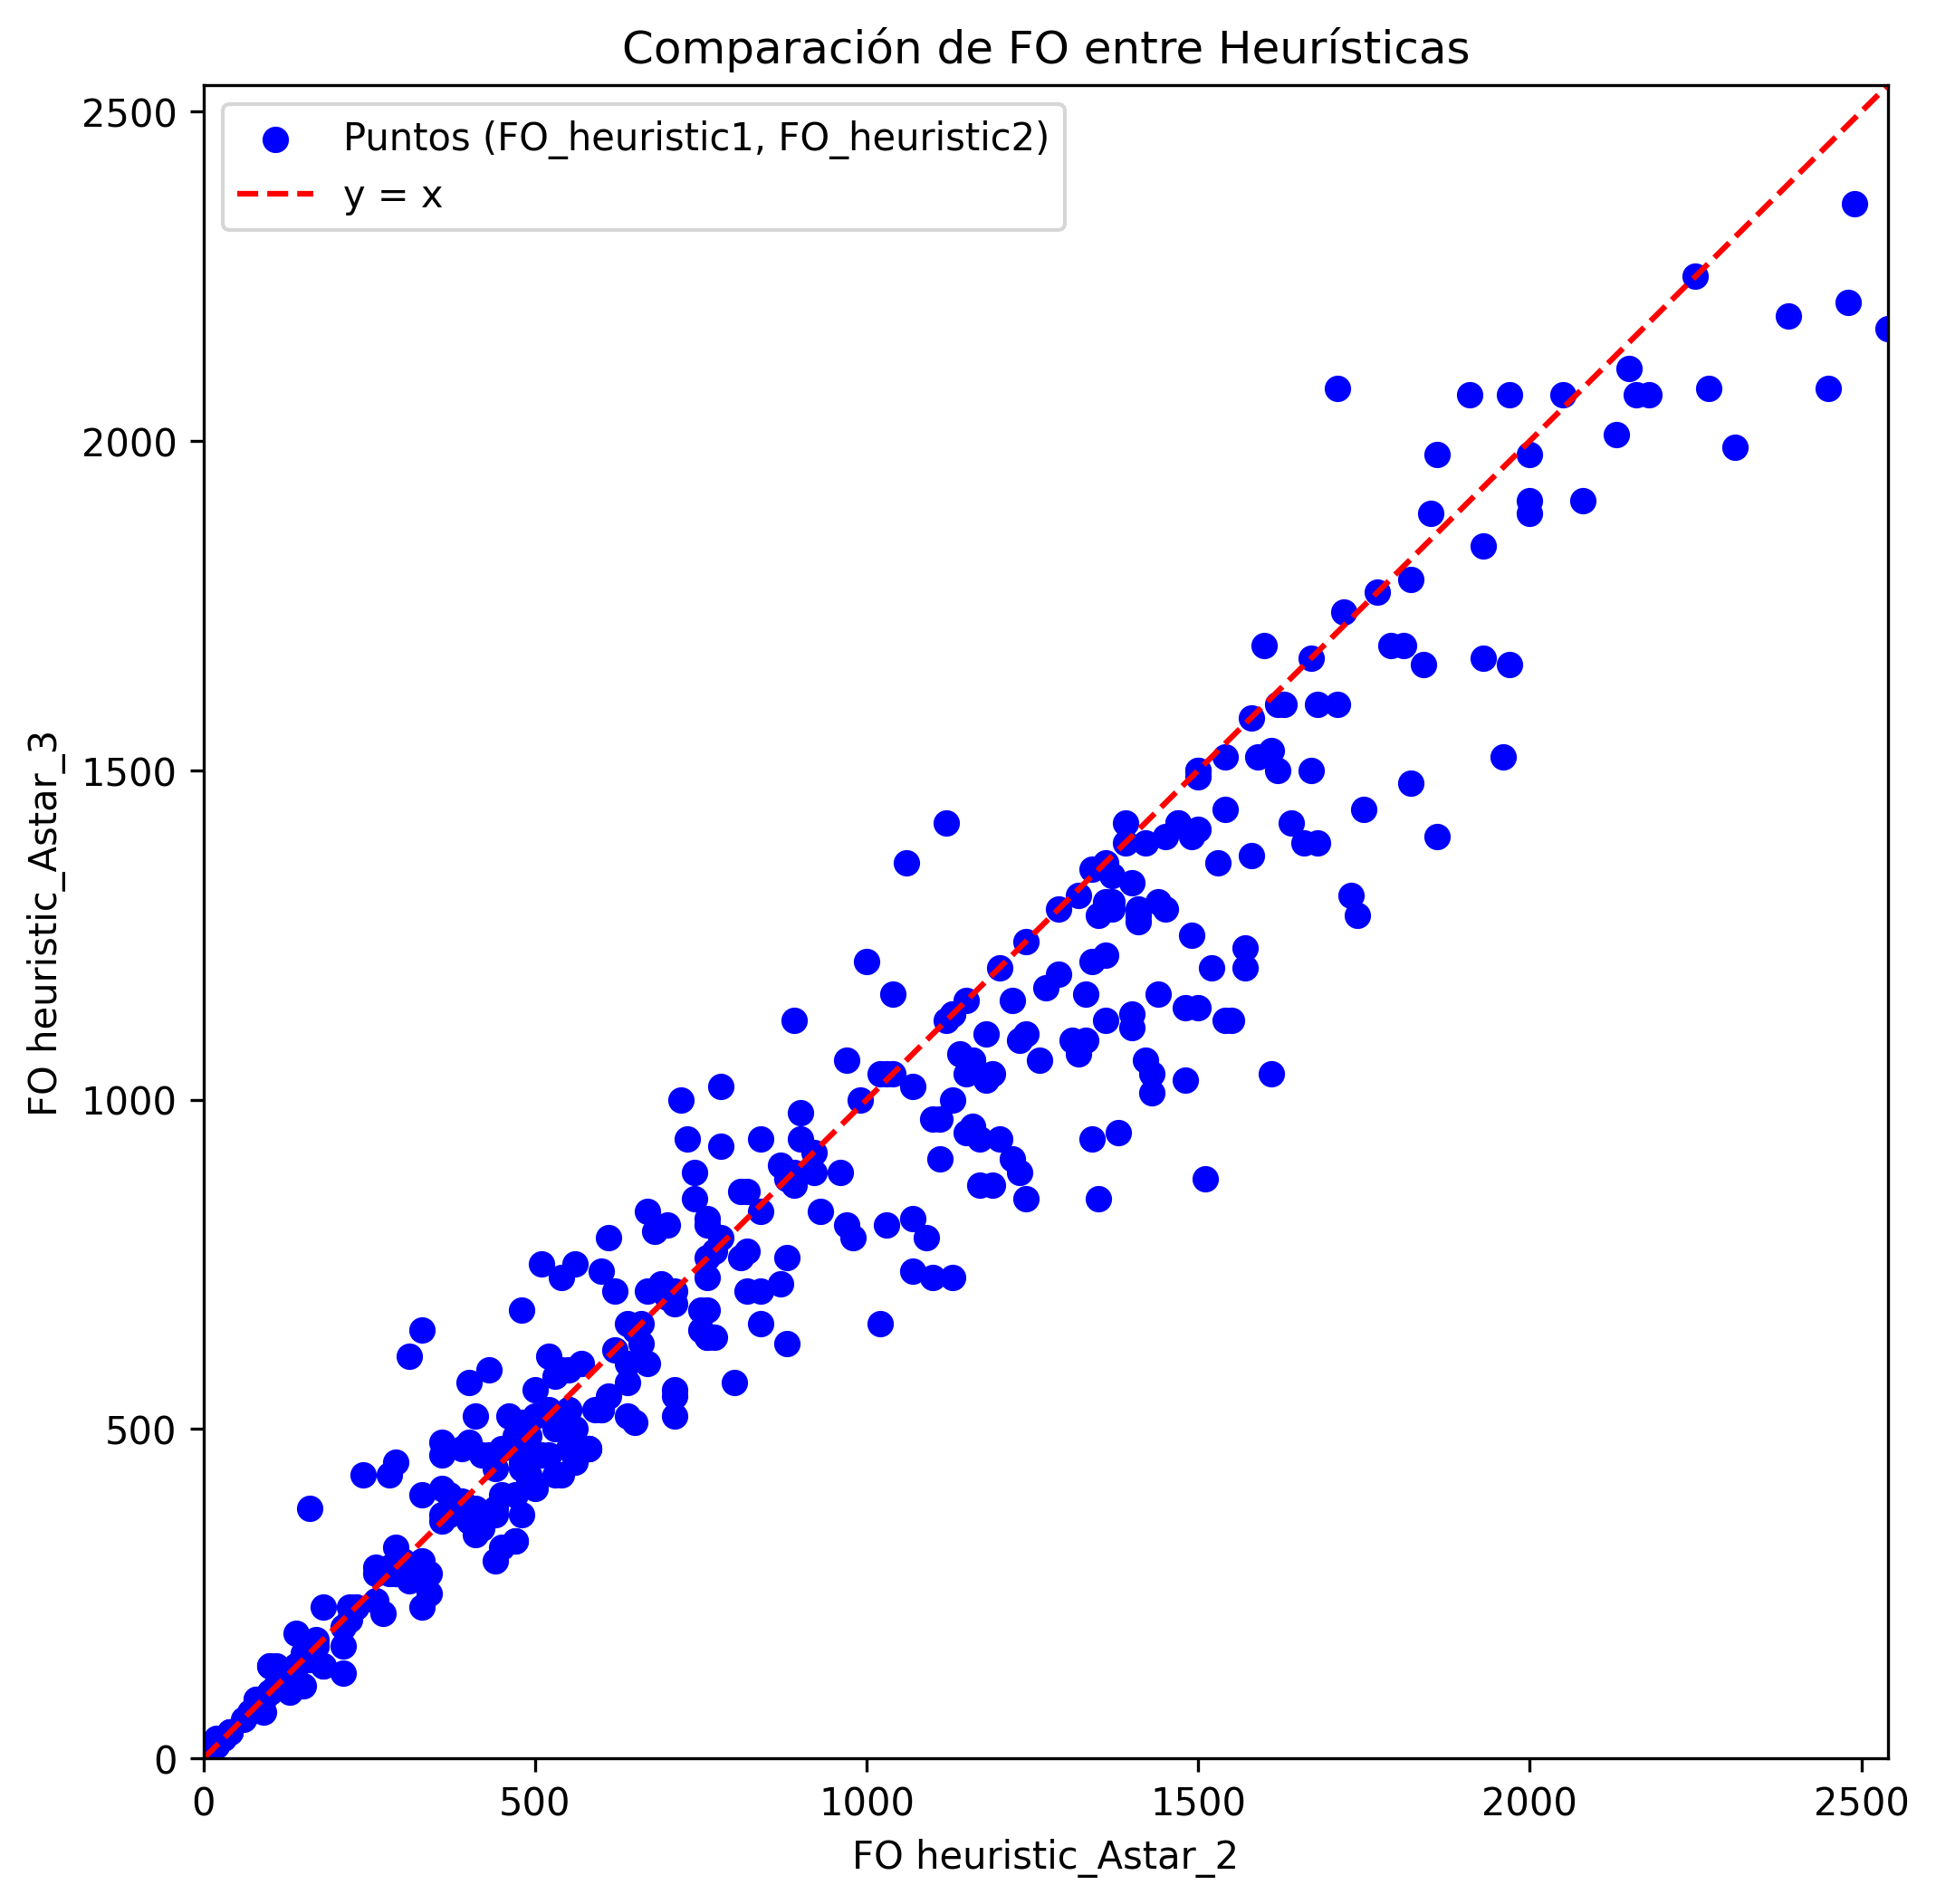 Comparación de FO entre Heurísticas
Puntos (FO_heuristic1, FO_heuristic2)
y = x
2500
2000
1500
1000
500
0
FO heuristic_Astar_3
0 500 1000 1500 2000 2500
FO heuristic_Astar_2